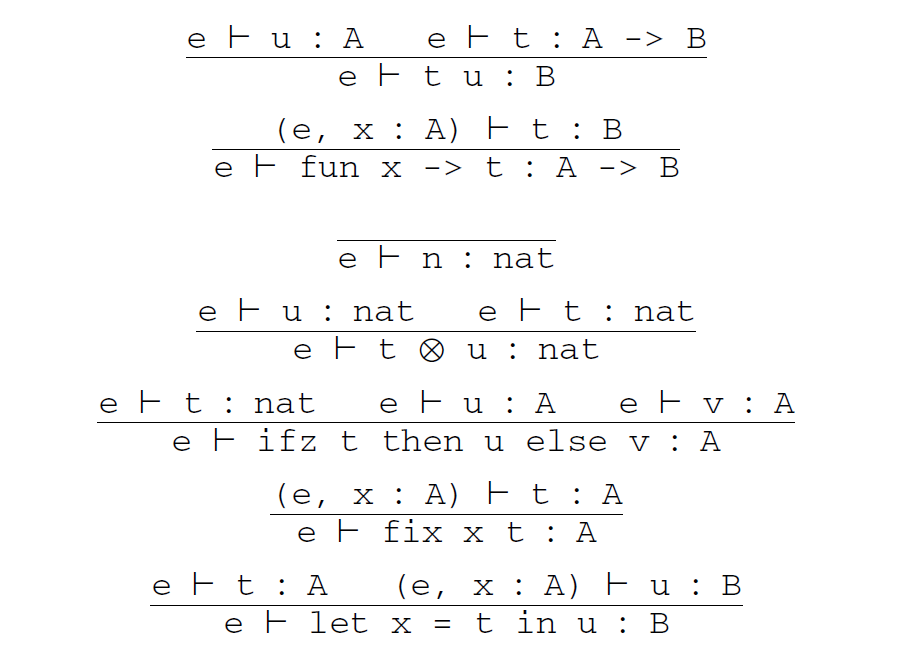 e ⊢ u : A e ⊢ t : A -> B
e ⊢ t u : B
(e, x : A) ⊢ t : B
e ⊢ fun x -> t : A -> B
e ⊢ n : nat
e ⊢ u : nat e ⊢ t : nat
e ⊢ t ⊗ u : nat
e ⊢ t : nat e ⊢ u : A e ⊢ v : A
e ⊢ ifz t then u else v : A
(e, x : A) ⊢ t : A
e ⊢ fix x t : A
e ⊢ t : A (e, x : A) ⊢ u : B
e ⊢ let x = t in u : B